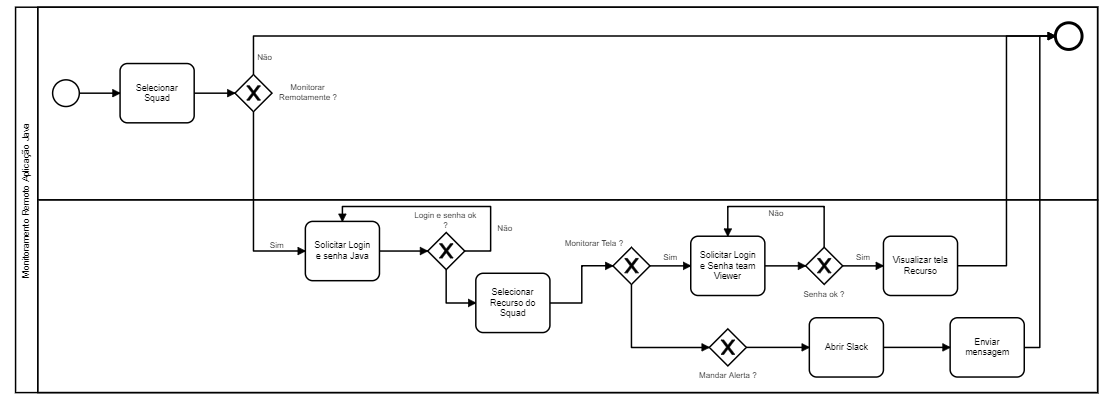 Monitoramento Remoto Aplicação Java
Selecionar
Squad
Não
Monitorar
Remotamente ?
Sim
Solicitar Login
e senha Java
Login e senha ok
?
Não
Selecionar
Recurso do
Squad
Monitorar Tela ?
Sim
Solicitar Login
e Senha team
Viewer
Não
Senha ok ?
Sim
Visualizar tela
Recurso
Mandar Alerta ?
Abrir Slack
Enviar
mensagem